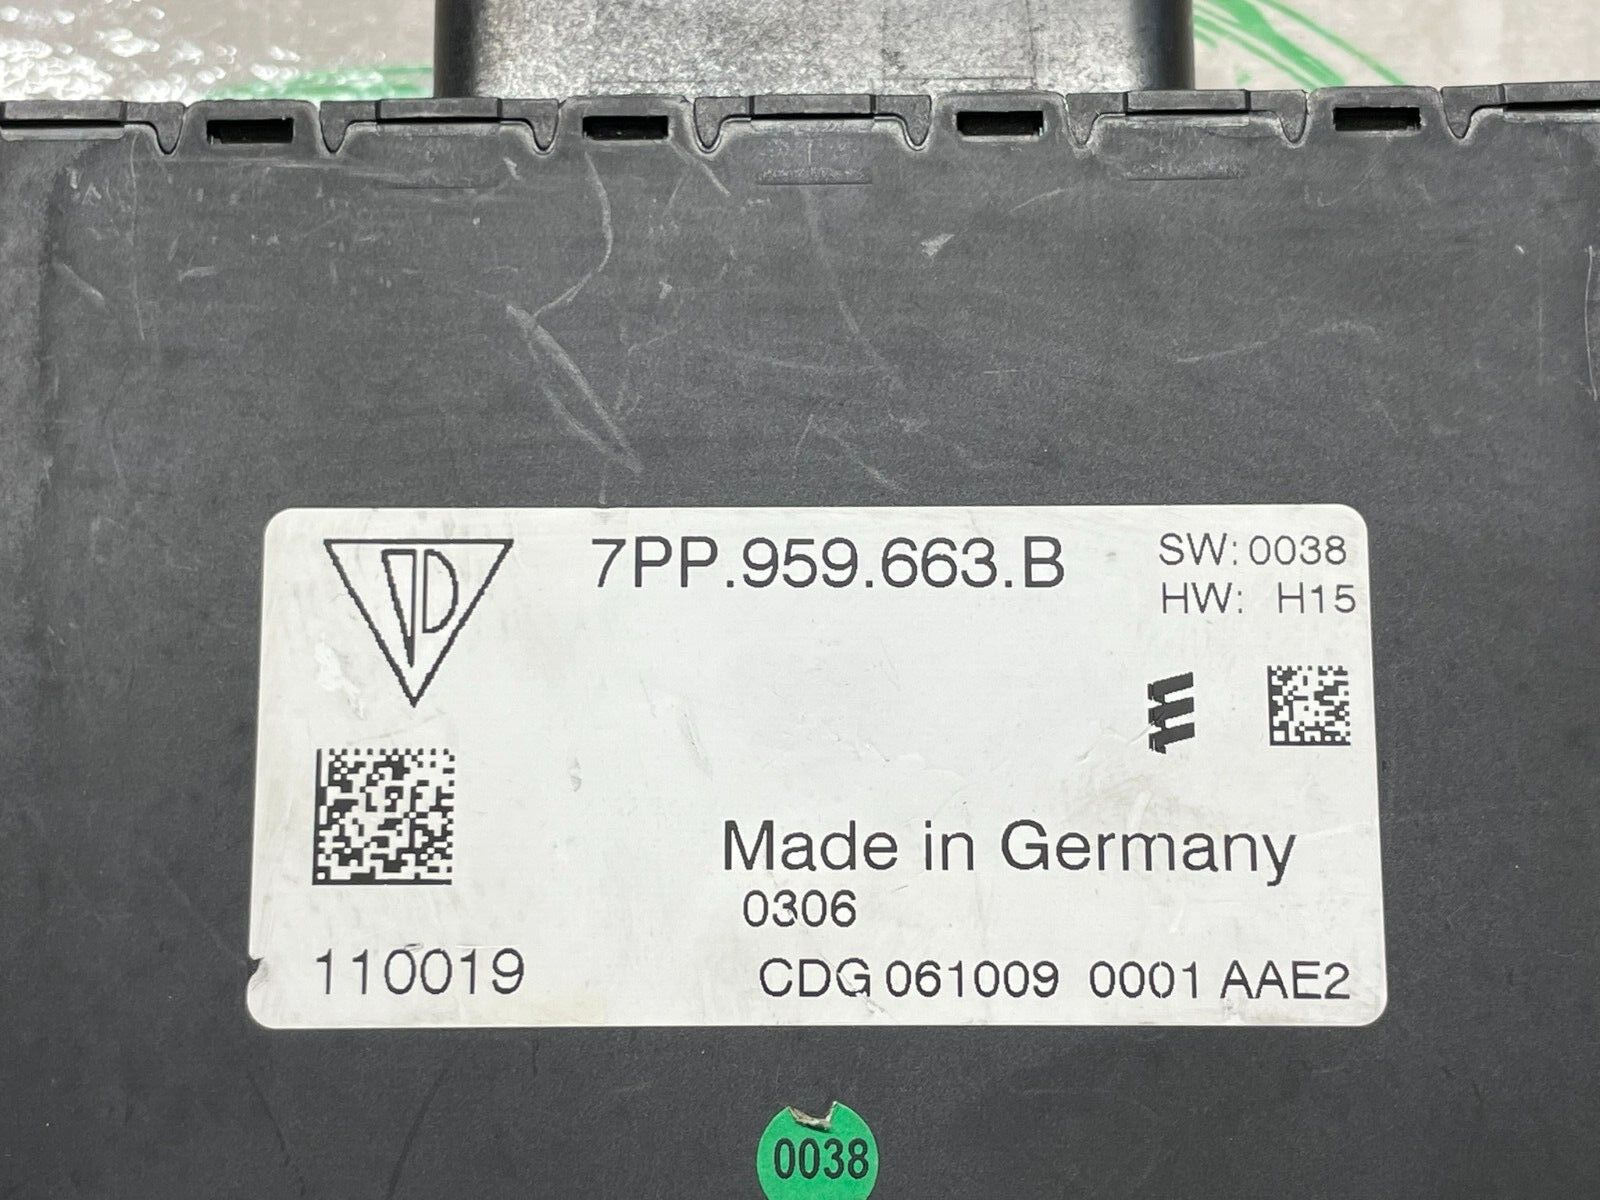 7PP.959.663.B
SW: 0038
HW: H15
Made in Germany
0306
110019
CDG 061009 0001 AAE2
0038